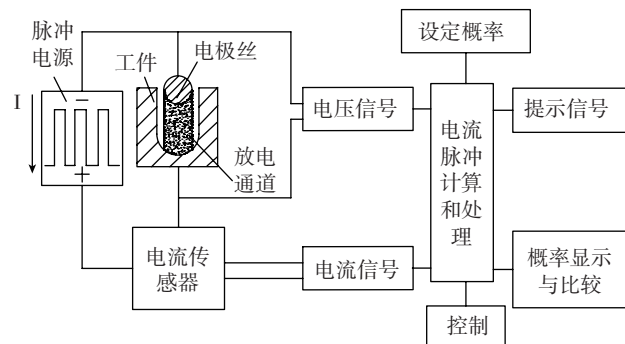 脉冲
电源
工件
电极丝
I
−
+
放电
通道
电流传
感器
电压信号
电流信号
设定概率
电流
脉冲
计算
和处
理
提示信号
概率显示
与比较
控制